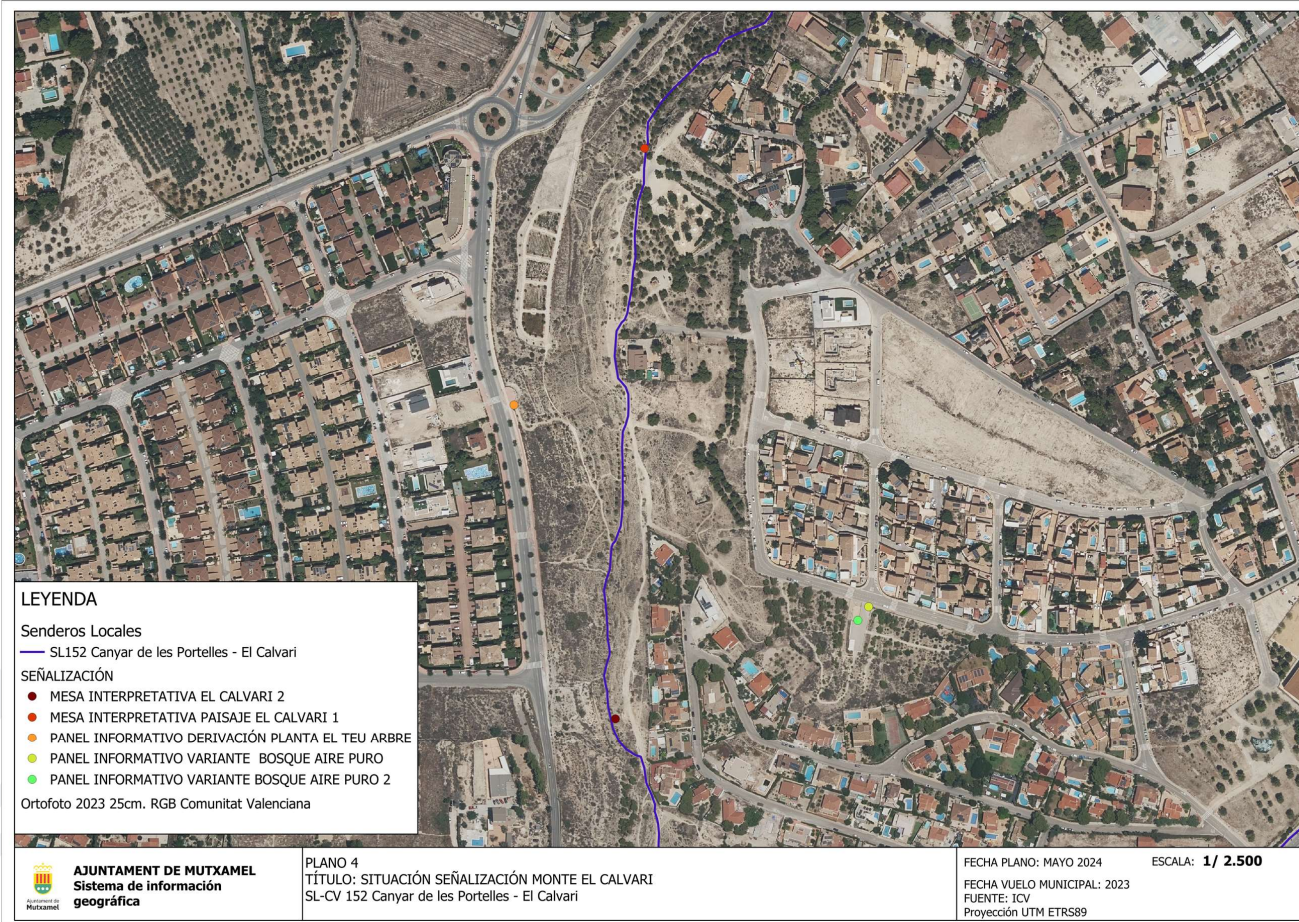 LEYENDA
Senderos Locales
SL152 Canyar de les Portelles - El Calvari
SEÑALIZACIÓN
MESA INTERPRETATIVA EL CALVARI 2
MESA INTERPRETATIVA PAISAJE EL CALVARI 1
PANEL INFORMATIVO DERIVACIÓN PLANTA EL TEU ARBRE
PANEL INFORMATIVO VARIANTE BOSQUE AIRE PURO
PANEL INFORMATIVO VARIANTE BOSQUE AIRE PURO 2
Ortofoto 2023 25cm. RGB Comunitat Valenciana
Ajuntament de
Mutxamel
AJUNTAMENT DE MUTXAMEL
Sistema de información
geográfica
PLANO 4
TÍTULO: SITUACIÓN SEÑALIZACIÓN MONTE EL CALVARI
SL-CV 152 Canyar de les Portelles - El Calvari
FECHA PLANO: MAYO 2024
ESCALA: 1/ 2.500
FECHA VUELO MUNICIPAL: 2023
FUENTE: ICV
Proyección UTM ETRS89